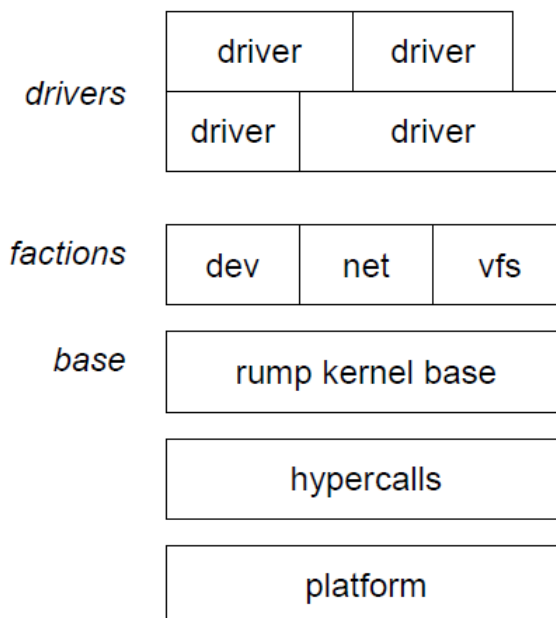 driver driver
drivers
driver driver
factions
dev net vfs
base
rump kernel base
hypercalls
platform